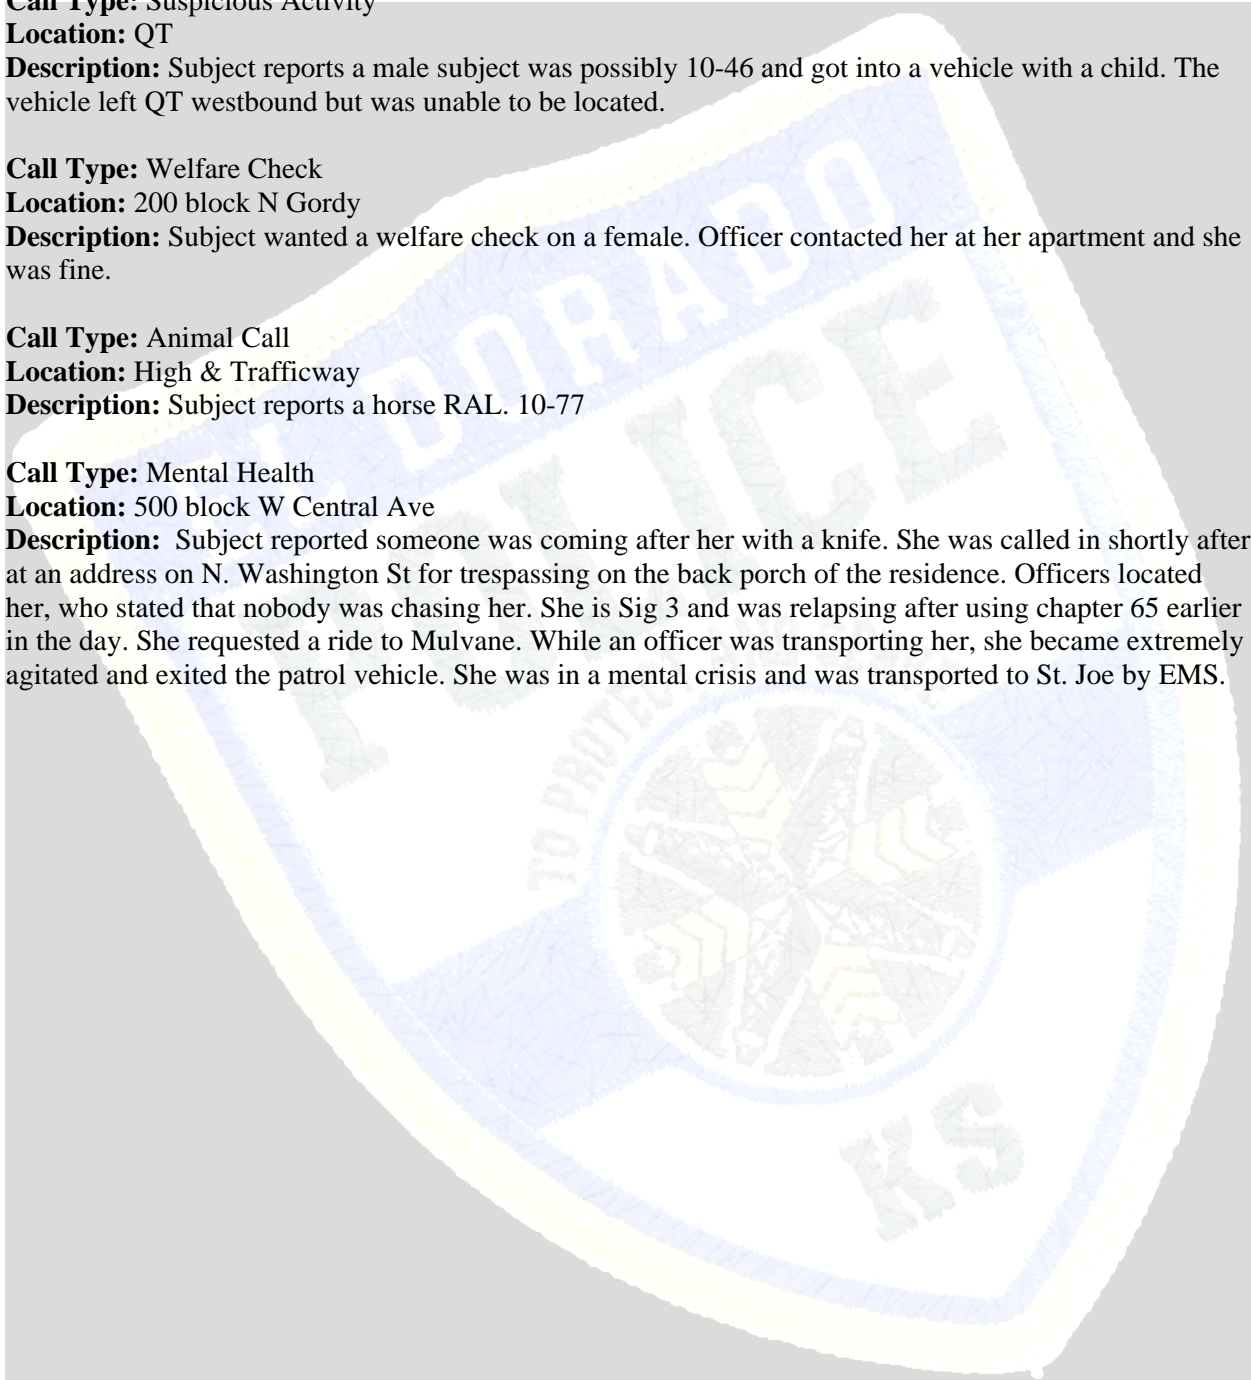 Call Type: Suspicious Activity
Location: QT
Description: Subject reports a male subject was possibly 10-46 and got into a vehicle with a child. The
vehicle left QT westbound but was unable to be located.
Call Type: Welfare Check
Location: 200 block N Gordy
Description: Subject wanted a welfare check on a female. Officer contacted her at her apartment and she
was fine.
Call Type: Animal Call
Location: High & Trafficway
Description: Subject reports a horse RAL. 10-77
Call Type: Mental Health
Location: 500 block W Central Ave
Description: Subject reported someone was coming after her with a knife. She was called in shortly after
at an address on N. Washington St for trespassing on the back porch of the residence. Officers located
her, who stated that nobody was chasing her. She is Sig 3 and was relapsing after using chapter 65 earlier
in the day. She requested a ride to Mulvane. While an officer was transporting her, she became extremely
agitated and exited the patrol vehicle. She was in a mental crisis and was transported to St. Joe by EMS.
EL DORADO
POLICE
TO PROTECT
KS